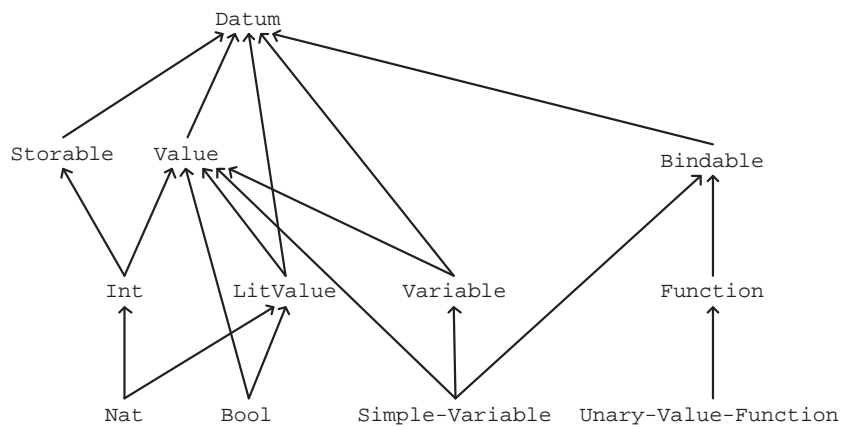 Datum
Storable Value Bindable
Int LitValue Variable Function
Nat Bool Simple-Variable Unary-Value-Function